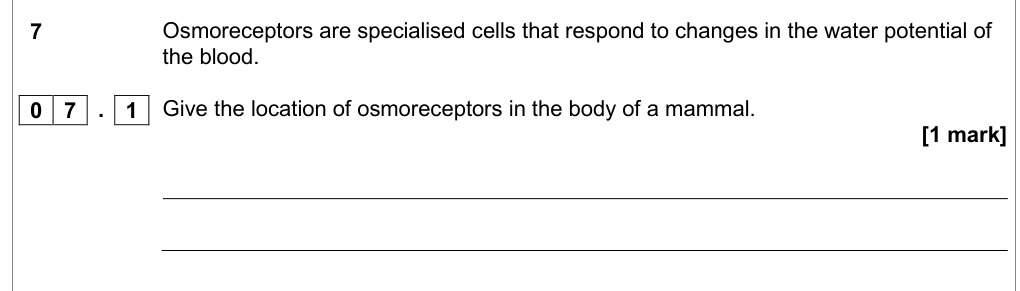 7 Osmoreceptors are specialised cells that respond to changes in the water potential of
the blood.
0 7 . 1 Give the location of osmoreceptors in the body of a mammal.
[1 mark]